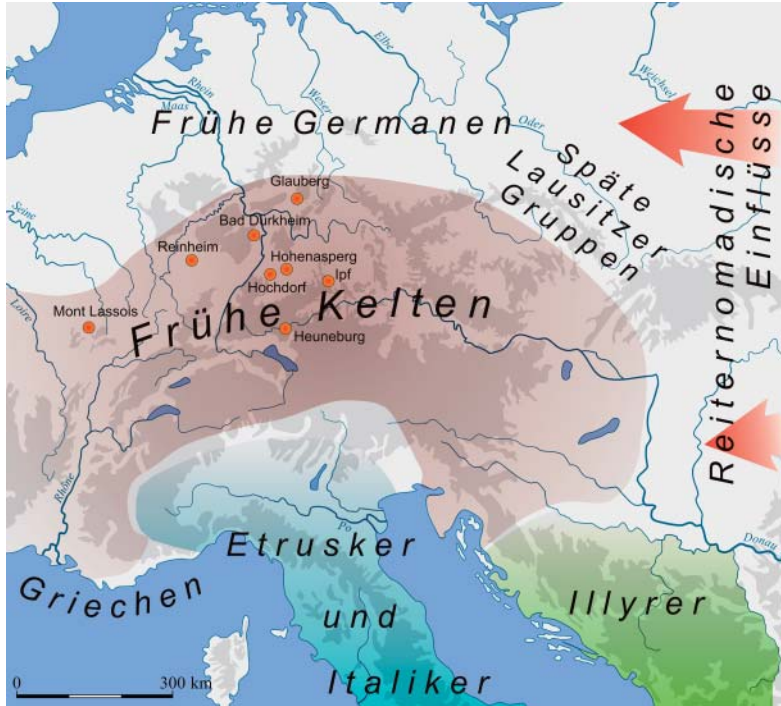 Elbe
Rhein
Weser
Maas
Weichsel
Oder
Frühe Germanen
Späte
Lausitzer
Gruppen
Reiternomadische
Einflüsse
Glauberg
Bad Dürkheim
Seine
Reinheim
Hohenasperg
Ipf
Hochdorf
Loire
Mont Lassois
Frühe Kelten
Heuneburg
Rhône
Po
Donau
Etrusker
und
Italiker
Griechen
Illyrer
0
300 km